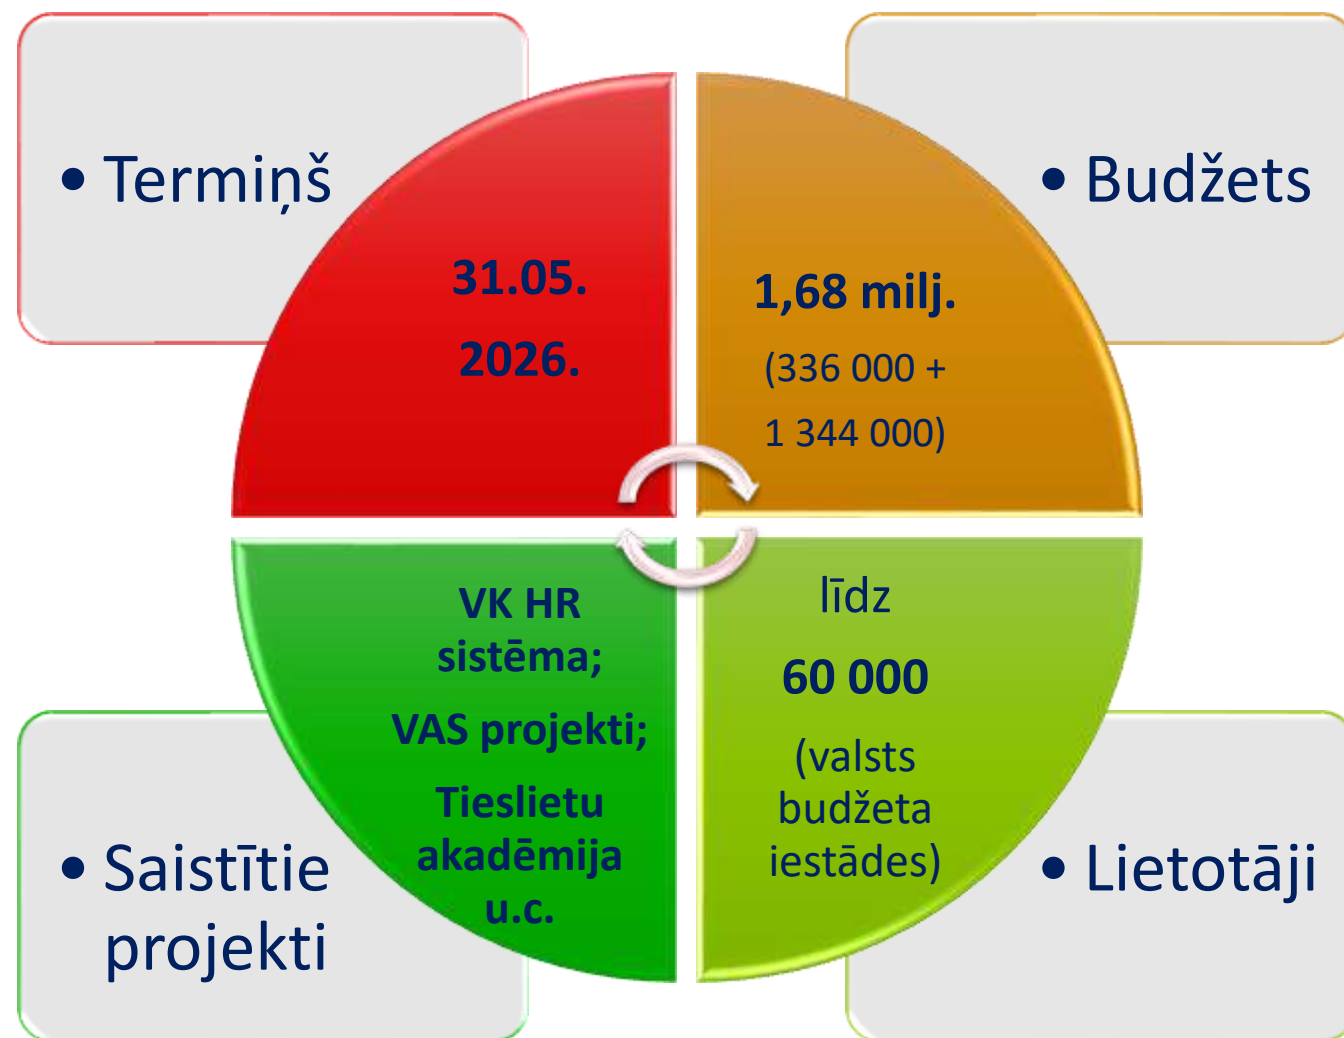 • Termiņš
31.05.
2026.
• Budžets
1,68 milj.
(336 000 +
1 344 000)
• Saistītie
projekti
VK HR
sistēma;
VAS projekti;
Tieslietu
akadēmija
u.c.
• Lietotāji
līdz
60 000
(valsts
budžeta
iestādes)